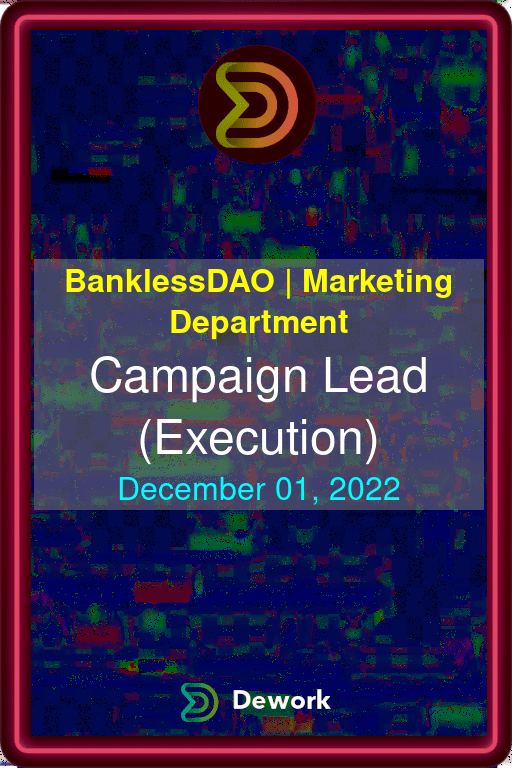 BanklessDAO | Marketing
Department
Campaign Lead
(Execution)
December 01, 2022
Dework